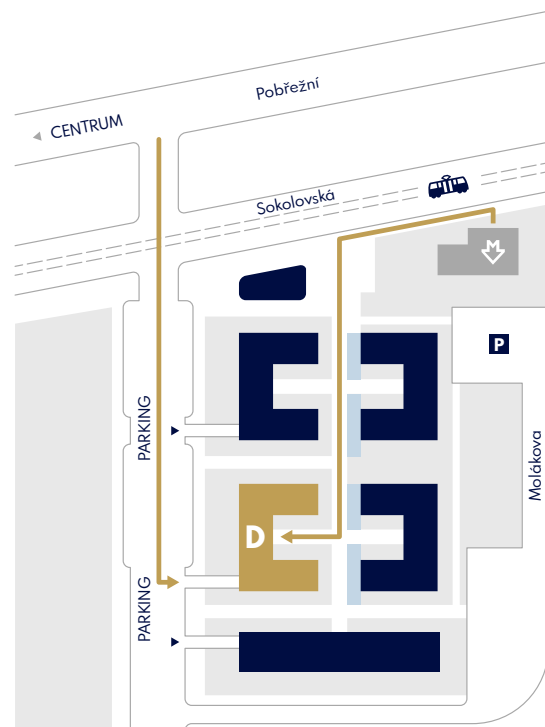 Pobřežní
CENTRUM
Sokolovská
M
P
PARKING
Molákova
D
PARKING